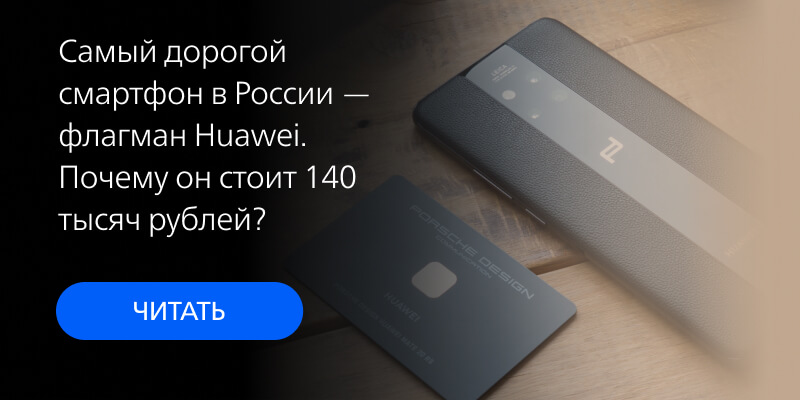 Самый дорогой
смартфон в России —
флагман Huawei.
Почему он стоит 140
тысяч рублей?
ЧИТАТЬ
PORSCHE DESIGN
HUAWEI